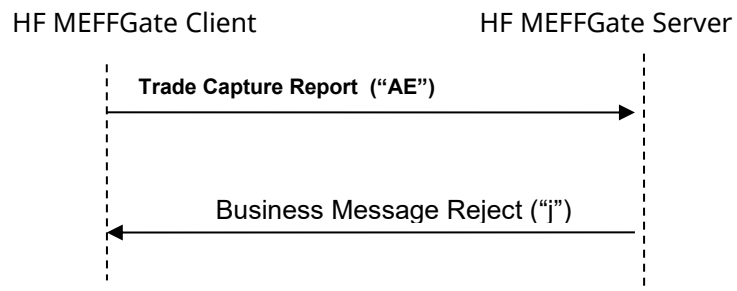 HF MEFFGate Client HF MEFFGate Server
Trade Capture Report (“AE”)
Business Message Reject (“j”)